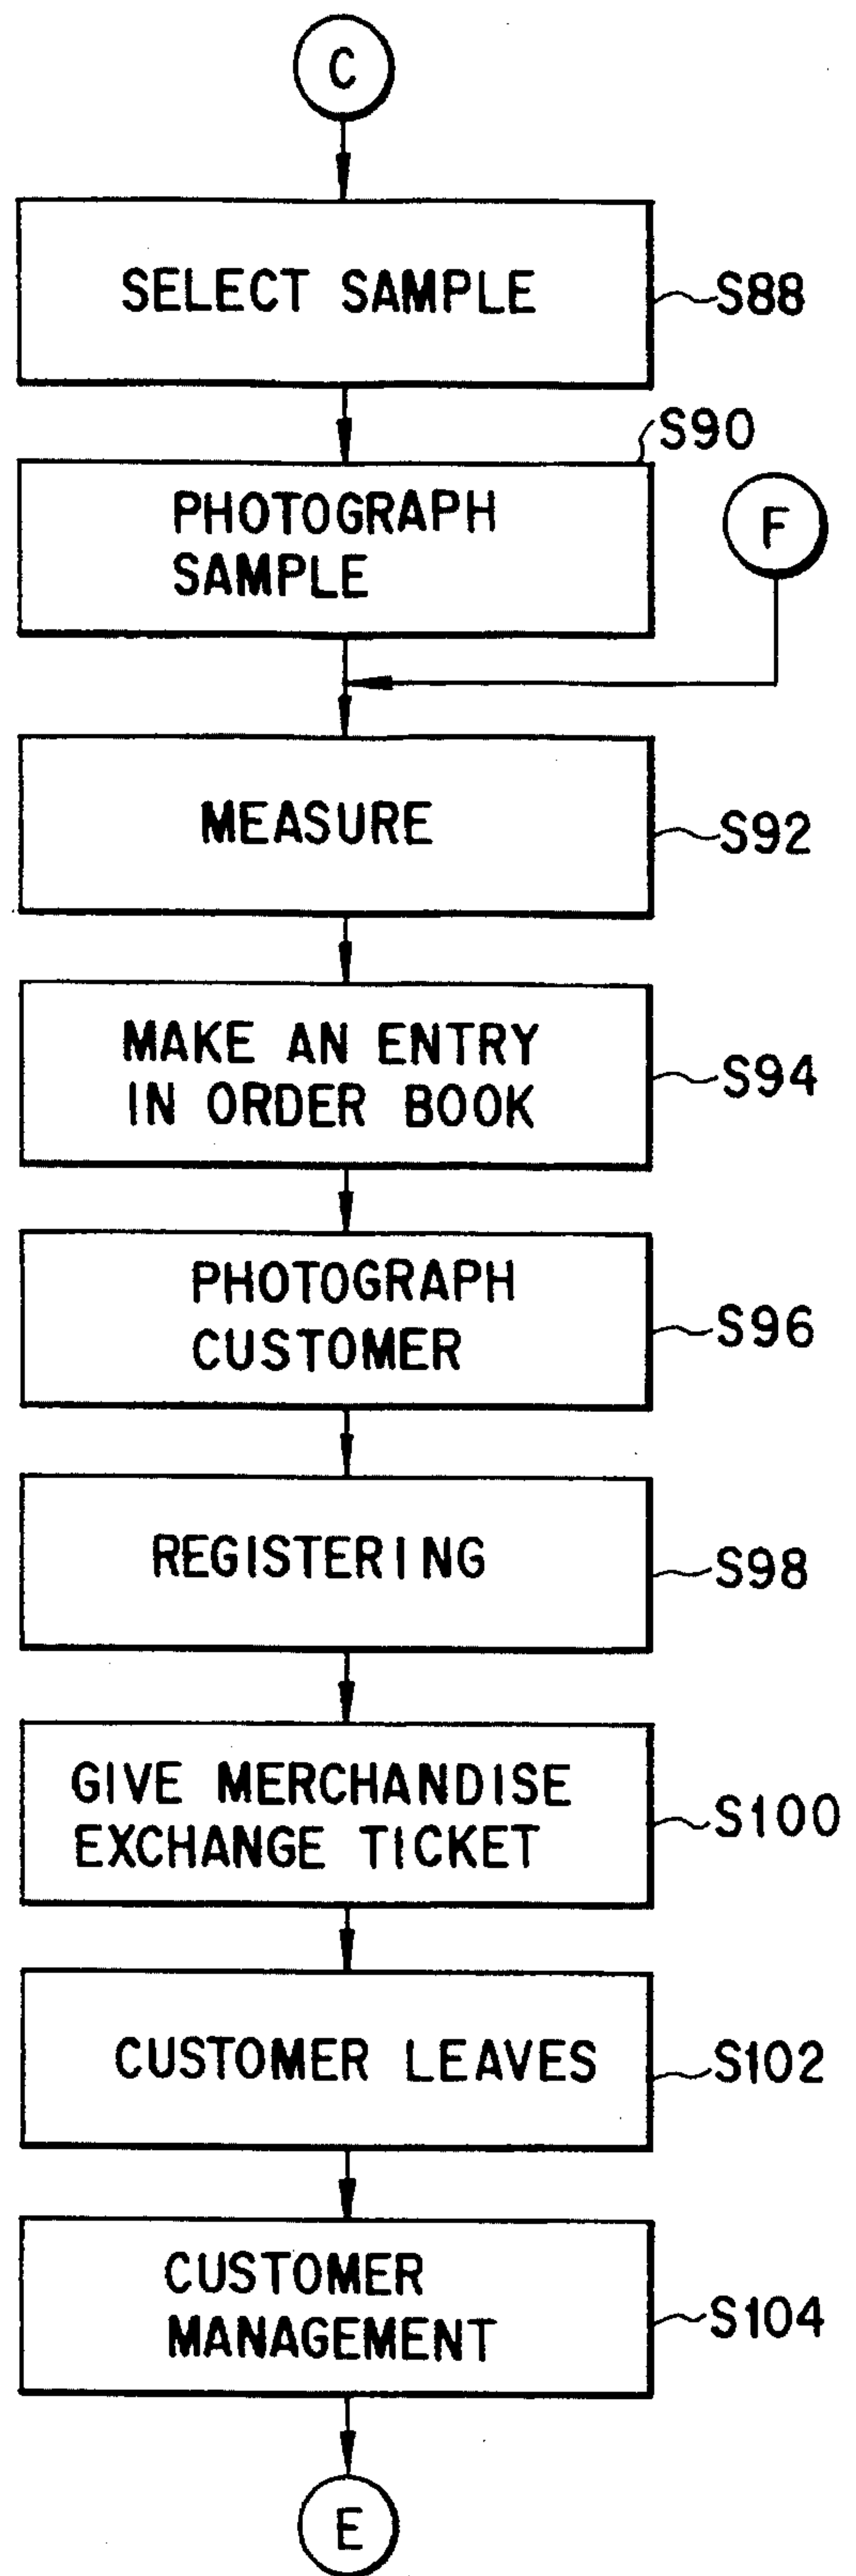 C
SELECT SAMPLE
S88
S90
PHOTOGRAPH
SAMPLE
F
MEASURE
S92
MAKE AN ENTRY
IN ORDER BOOK
S94
PHOTOGRAPH
CUSTOMER
S96
REGISTERING
S98
GIVE MERCHANDISE
EXCHANGE TICKET
S100
CUSTOMER LEAVES
S102
CUSTOMER
MANAGEMENT
S104
E